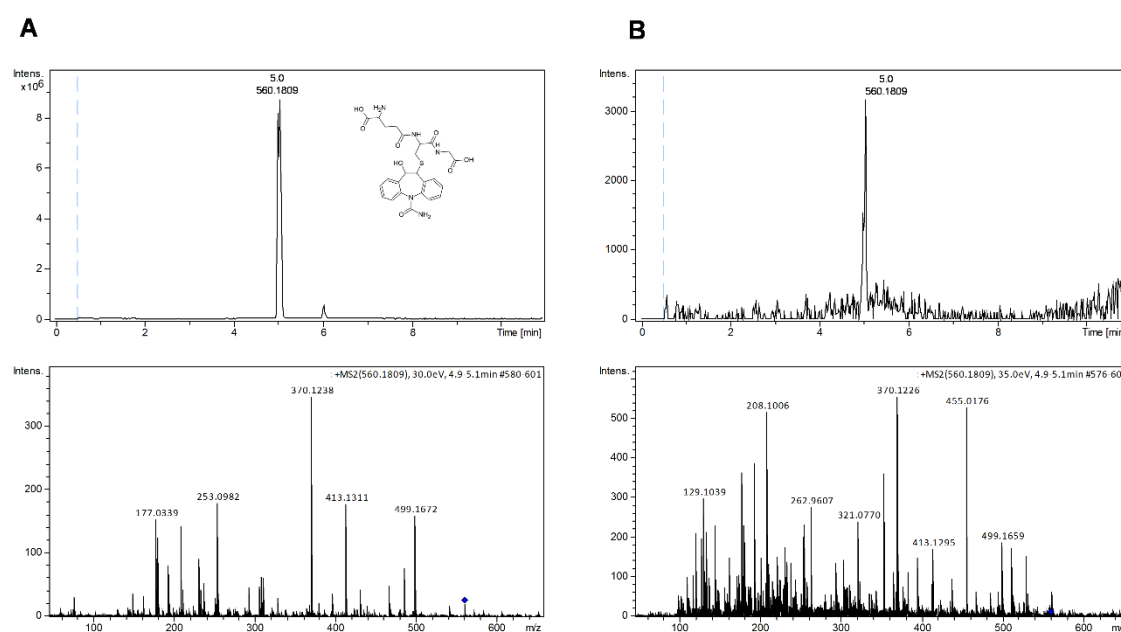 A
B
Intens.
x10⁶
8
6
4
2
0
5.0
560.1809
HO
H₂N
O
O
NH
O
H
N
O
OH
S
HO
N
O
NH₂
0
2
4
6
8
Time [min]
Intens.
3000
2000
1000
0
5.0
560.1809
0
4
6
8
Time [min
Intens.
300
200
100
0
: +MS2(560.1809), 30.0eV, 4.9-5.1min #580-601
370.1238
253.0982
413.1311
499.1672
177.0339
100
200
300
400
500
600
m/z
Intens.
500
400
300
200
100
0
: +MS2(560.1809), 35.0eV, 4.9-5.1min #576-60
370.1226
455.0176
208.1006
129.1039
262.9607
321.0770
413.1295
499.1659
100
200
300
400
500
600